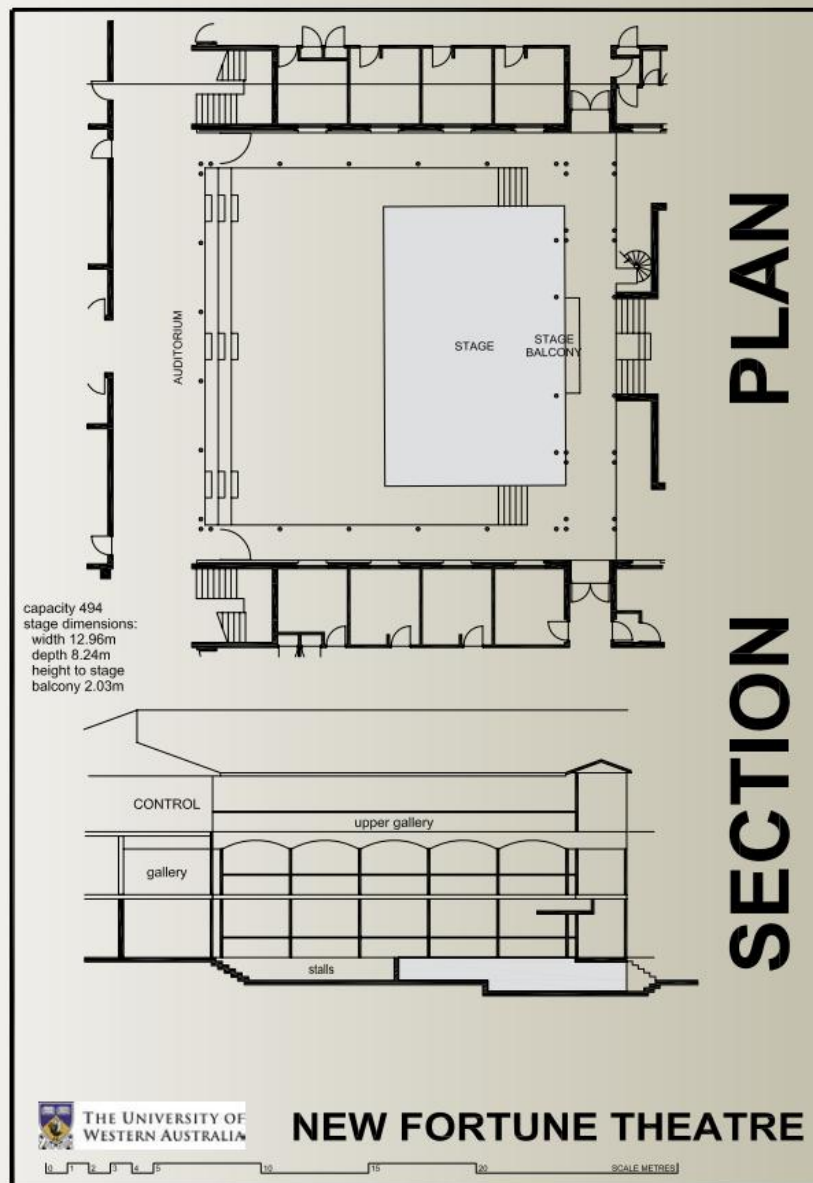 AUDITORIUM
STAGE
STAGE
BALCONY
PLAN
capacity 494
stage dimensions:
width 12.96m
depth 8.24m
height to stage
balcony 2.03m
CONTROL
upper gallery
gallery
stalls
SECTION
THE UNIVERSITY OF
WESTERN AUSTRALIA
NEW FORTUNE THEATRE
0 1 2 3 4 5 10 15 20 SCALE METRES